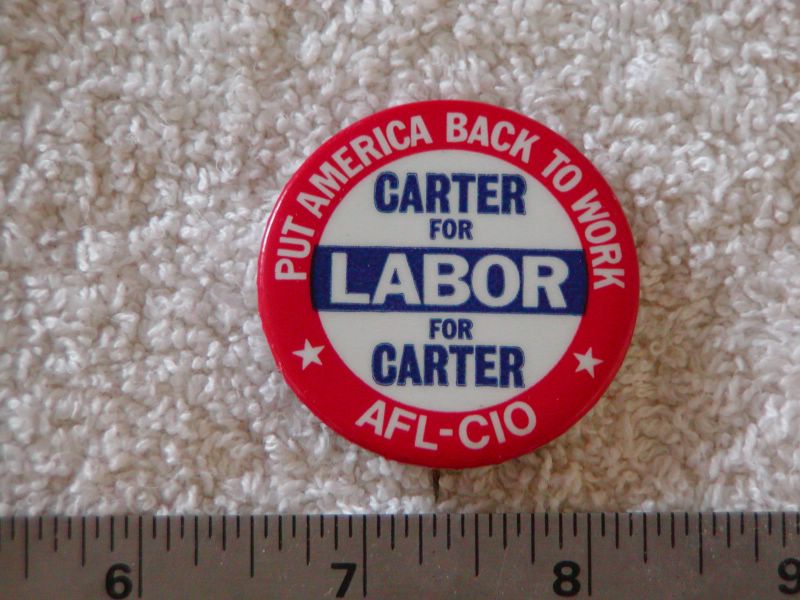 PUT AMERICA BACK TO WORK
CARTER
FOR
LABOR
FOR
CARTER
AFL-CIO
6 7 8 9